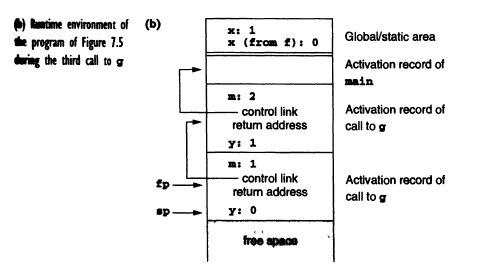 (b) Runtime environment of
the program of Figure 7.5
during the third call to g
(b)
x: 1
x (from f): 0
Global/static area
Activation record of
main
m: 2
control link
return address
y: 1
Activation record of
call to g
m: 1
control link
return address
y: 0
Activation record of
call to g
fp
sp
free space